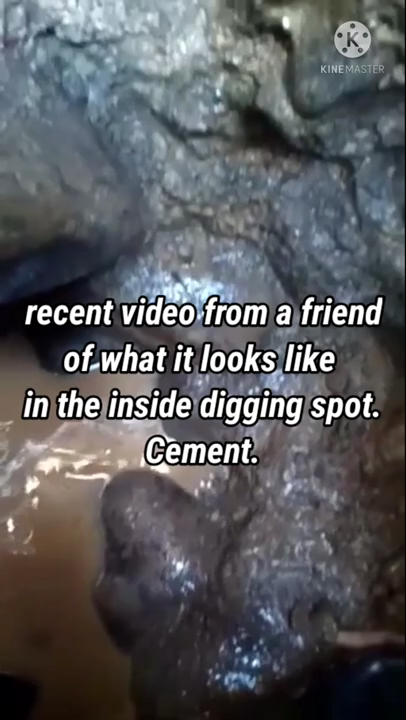 KINEMASTER
recent video from a friend
of what it looks like
in the inside digging spot.
Cement.